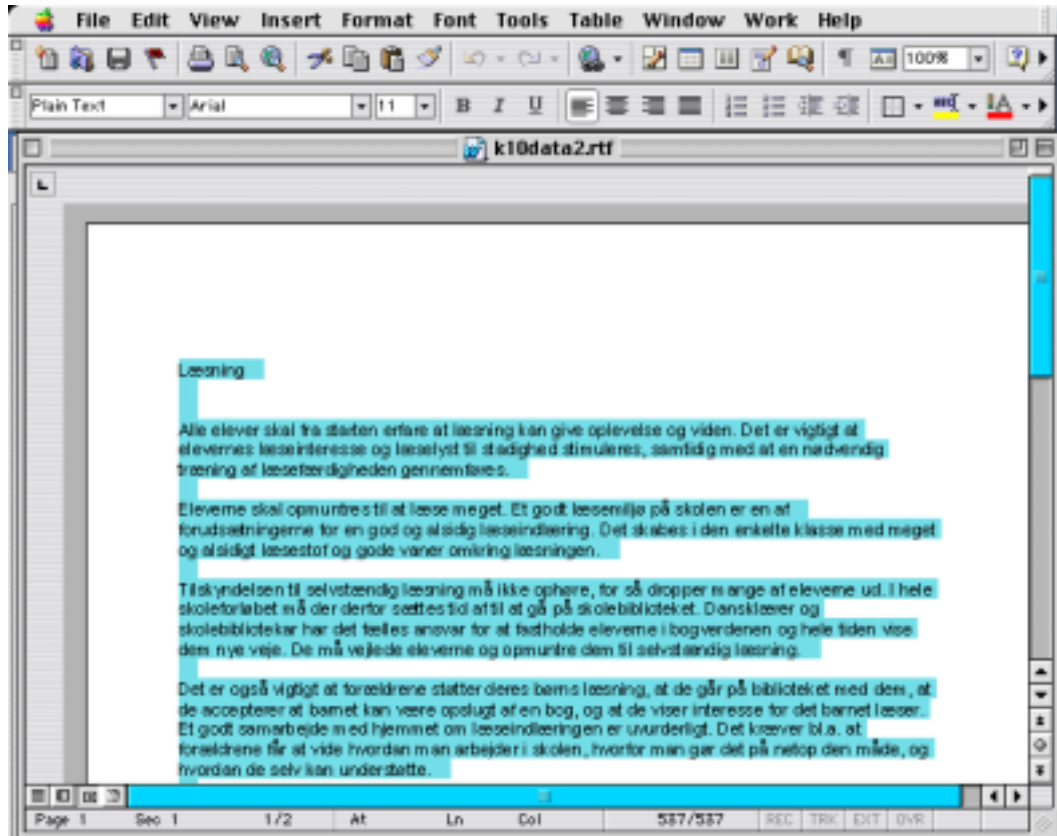 File Edit View Insert Format Font Tools Table Window Work Help
100%
Plain Text Arial 11 B I U
k10data2.rtf
Læsning
Alle elever skal fra starten erfare at læsning kan give oplevelse og viden. Det er vigtigt at
elevernes læseinteresse og læselyst til stadighed stimuleres, samtidig med at en nødvendig
træning af læsefærdigheden gennemføres.
Eleverne skal opmuntres til at læse meget. Et godt læsemiljø på skolen er en af
forudsætningerne for en god og alsidig læseindlæring. Det skabes i den enkelte klasse med meget
og alsidigt læsestof og gode vaner omkring læsningen.
Tilskyndelsen til selvstændig læsning må ikke ophøre, for så dropper mange af eleverne ud. I hele
skoleforløbet må der derfor sættes tid af til at gå på skolebiblioteket. Dansklærer og
skolebibliotekar har det fælles ansvar for at fastholde eleverne i bogverdenen og hele tiden vise
dem nye veje. De må vejlede eleverne og opmuntre dem til selvstændig læsning.
Det er også vigtigt at forældrene støtter deres børns læsning, at de går på biblioteket med dem, at
de accepterer at barnet kan være opslugt af en bog, og at de viser interesse for det barnet læser.
Et godt samarbejde med hjemmet om læseindlæringen er uvurderligt. Det kræver bl.a. at
forældrene får at vide hvordan man arbejder i skolen, hvorfor man gør det på netop den måde, og
hvordan de selv kan understøtte.
Page 1 Sec 1 1/2 At Ln Col 537/537 REC TRK EXT OVR